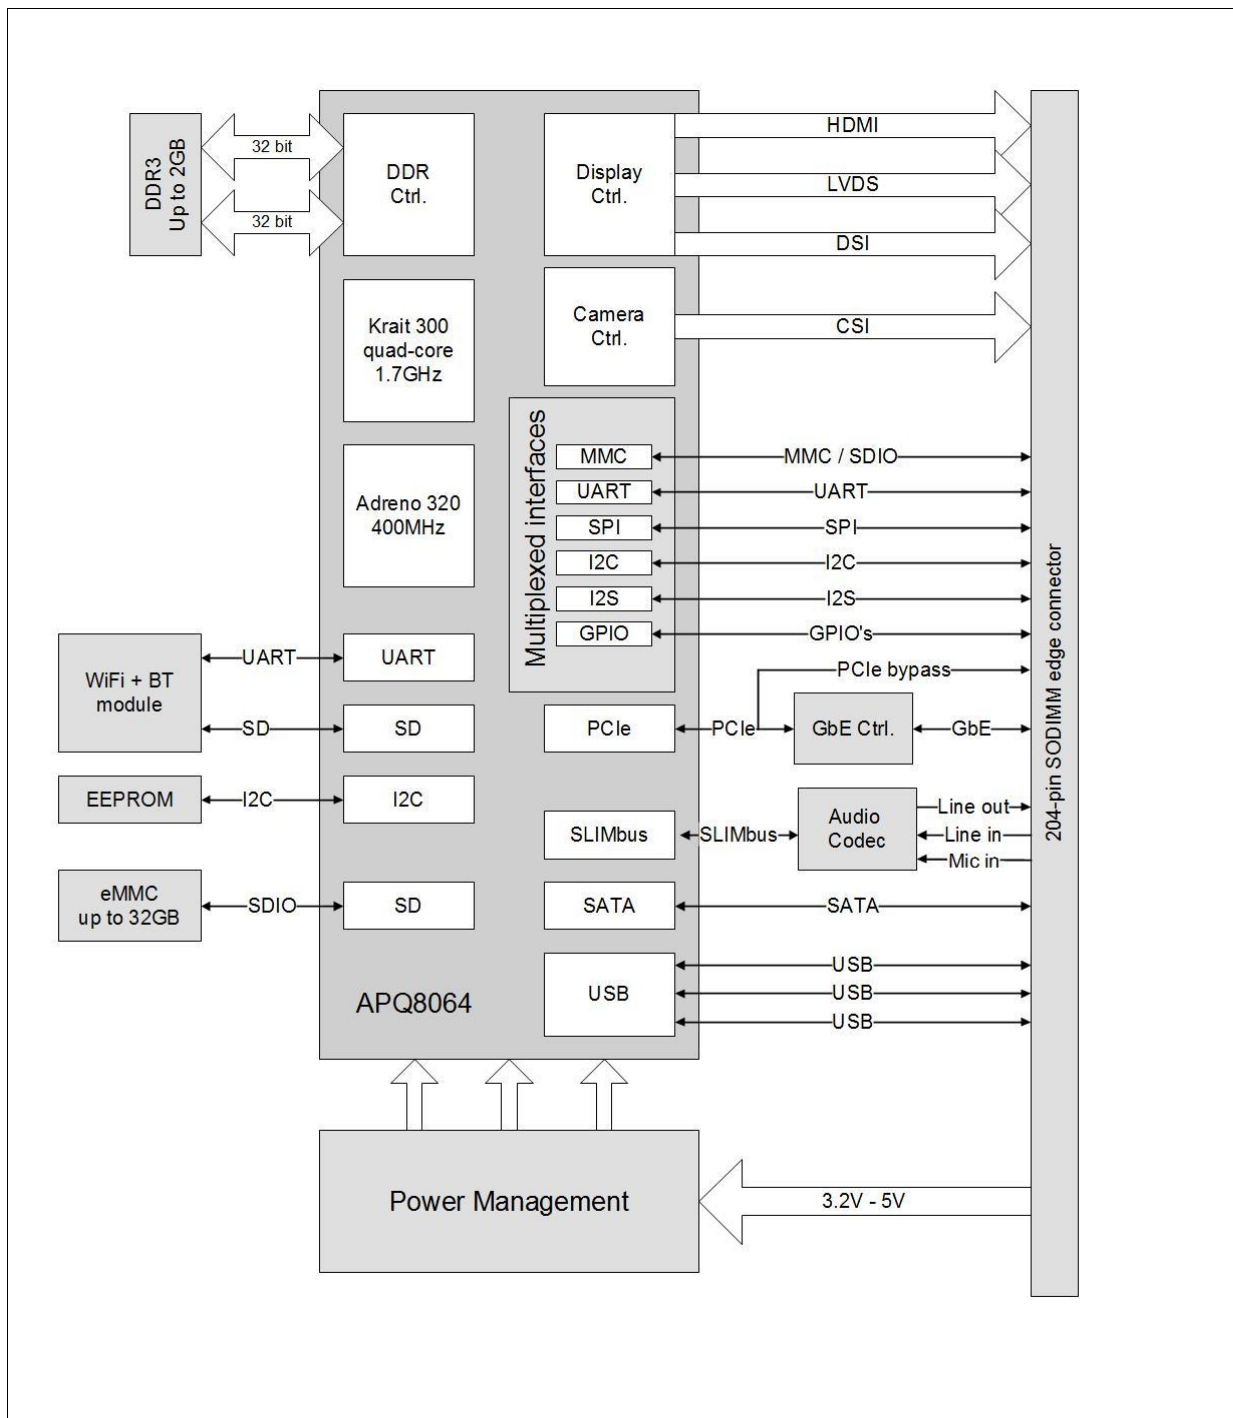 DDR3
Up to 2GB
32 bit
32 bit
DDR
Ctrl.
Krait 300
quad-core
1.7GHz
Adreno 320
400MHz
WiFi + BT
module
UART
UART
SD
SD
EEPROM
I2C
I2C
eMMC
up to 32GB
SDIO
SD
APQ8064
Display
Ctrl.
HDMI
LVDS
DSI
Camera
Ctrl.
CSI
Multiplexed interfaces
MMC
MMC / SDIO
UART
UART
SPI
SPI
I2C
I2C
I2S
I2S
GPIO
GPIO's
PCIe bypass
PCIe
PCIe
GbE Ctrl.
GbE
SLIMbus
SLIMbus
Audio
Codec
Line out
Line in
Mic in
SATA
SATA
USB
USB
USB
USB
204-pin SODIMM edge connector
Power Management
3.2V - 5V